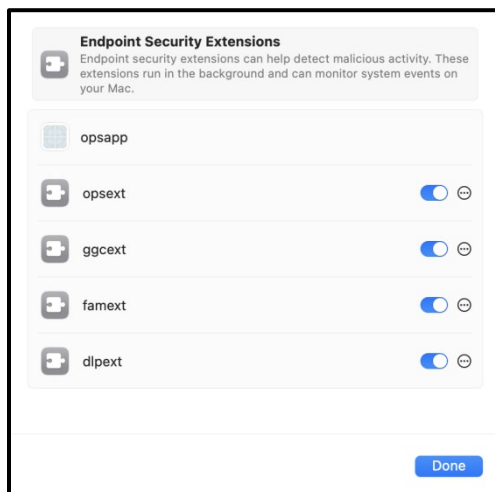 Endpoint Security Extensions
Endpoint security extensions can help detect malicious activity. These
extensions run in the background and can monitor system events on
your Mac.
opsapp
opsext
ggcext
famext
dlpext
Done